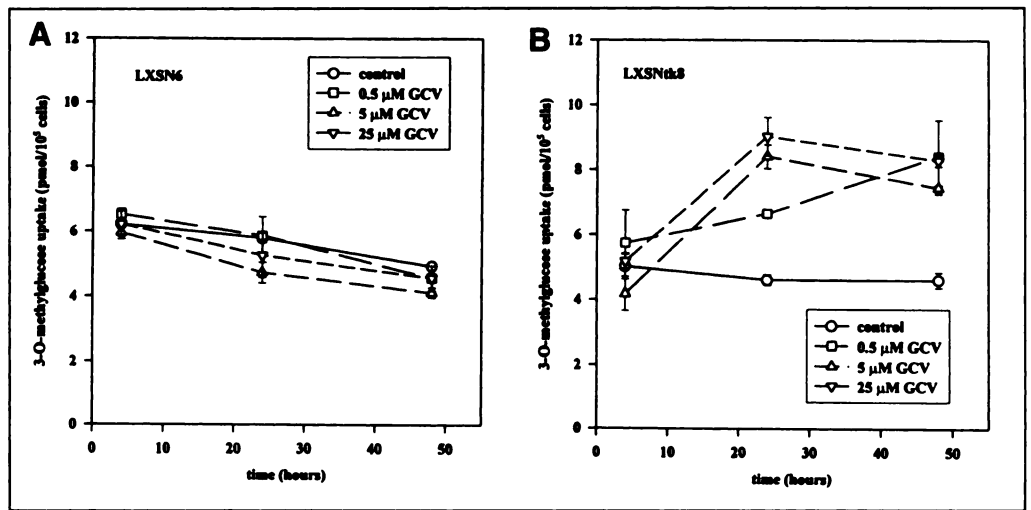 A
LXSN6
control
0.5 µM GCV
5 µM GCV
25 µM GCV
3-O-methylglucose uptake (pmol/10⁵ cells)
12
10
8
6
4
2
0
0 10 20 30 40 50
time (hours)
B
LXSNtk8
3-O-methylglucose uptake (pmol/10⁵ cells)
12
10
8
6
4
2
0
control
0.5 µM GCV
5 µM GCV
25 µM GCV
0 10 20 30 40 50
time (hours)